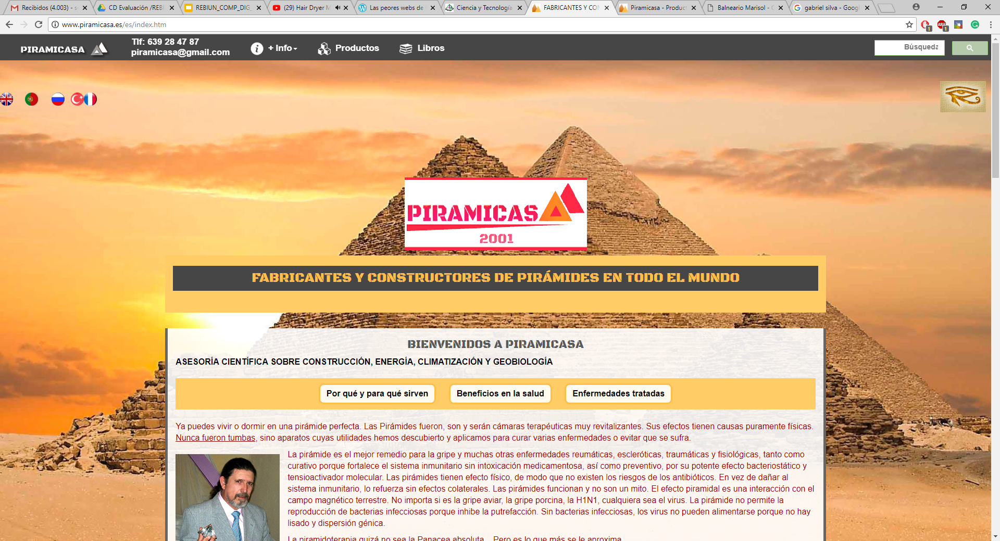 Recibidos (4.003) - s
CD Evaluación /REBI
REBIUN_COMP_DIG_
(29) Hair Dryer M
Las peores webs de
Ciencia y Tecnología
FABRICANTES Y CON
Piramicasa - Product
Balneario Marisol - C
gabriel silva - Googl
www.piramicasa.es/es/index.htm
1
ABP
1
PIRAMICASA
Tlf: 639 28 47 87
piramicasa@gmail.com
+ Info
Productos
Libros
Búsqueda
PIRAMICASA
2001
FABRICANTES Y CONSTRUCTORES DE PIRÁMIDES EN TODO EL MUNDO
BIENVENIDOS A PIRAMICASA
ASESORÍA CIENTÍFICA SOBRE CONSTRUCCIÓN, ENERGÍA, CLIMATIZACIÓN Y GEOBIOLOGÍA
Por qué y para qué sirven
Beneficios en la salud
Enfermedades tratadas
Ya puedes vivir o dormir en una pirámide perfecta. Las Pirámides fueron, son y serán cámaras terapéuticas muy revitalizantes. Sus efectos tienen causas puramente físicas.
Nunca fueron tumbas, sino aparatos cuyas utilidades hemos descubierto y aplicamos para curar varias enfermedades o evitar que se sufra.
La pirámide es el mejor remedio para la gripe y muchas otras enfermedades reumáticas, escleróticas, traumáticas y fisiológicas, tanto como
curativo porque fortalece el sistema inmunitario sin intoxicación medicamentosa, así como preventivo, por su potente efecto bacteriostático y
tensioactivador molecular. Las pirámides tienen efecto físico, de modo que no existen los riesgos de los antibióticos. En vez de dañar al
sistema inmunitario, lo refuerza sin efectos colaterales. Las pirámides funcionan y no son un mito. El efecto piramidal es una interacción con el
campo magnético terrestre. No importa si es la gripe aviar, la gripe porcina, la H1N1, cualquiera sea el virus. La pirámide no permite la
reproducción de bacterias infecciosas porque inhibe la putrefacción. Sin bacterias infecciosas, los virus no pueden alimentarse porque no hay
lisado y dispersión génica.
La piramidoterapia quizá no sea la Panacea absoluta... Pero es lo que más se le aproxima